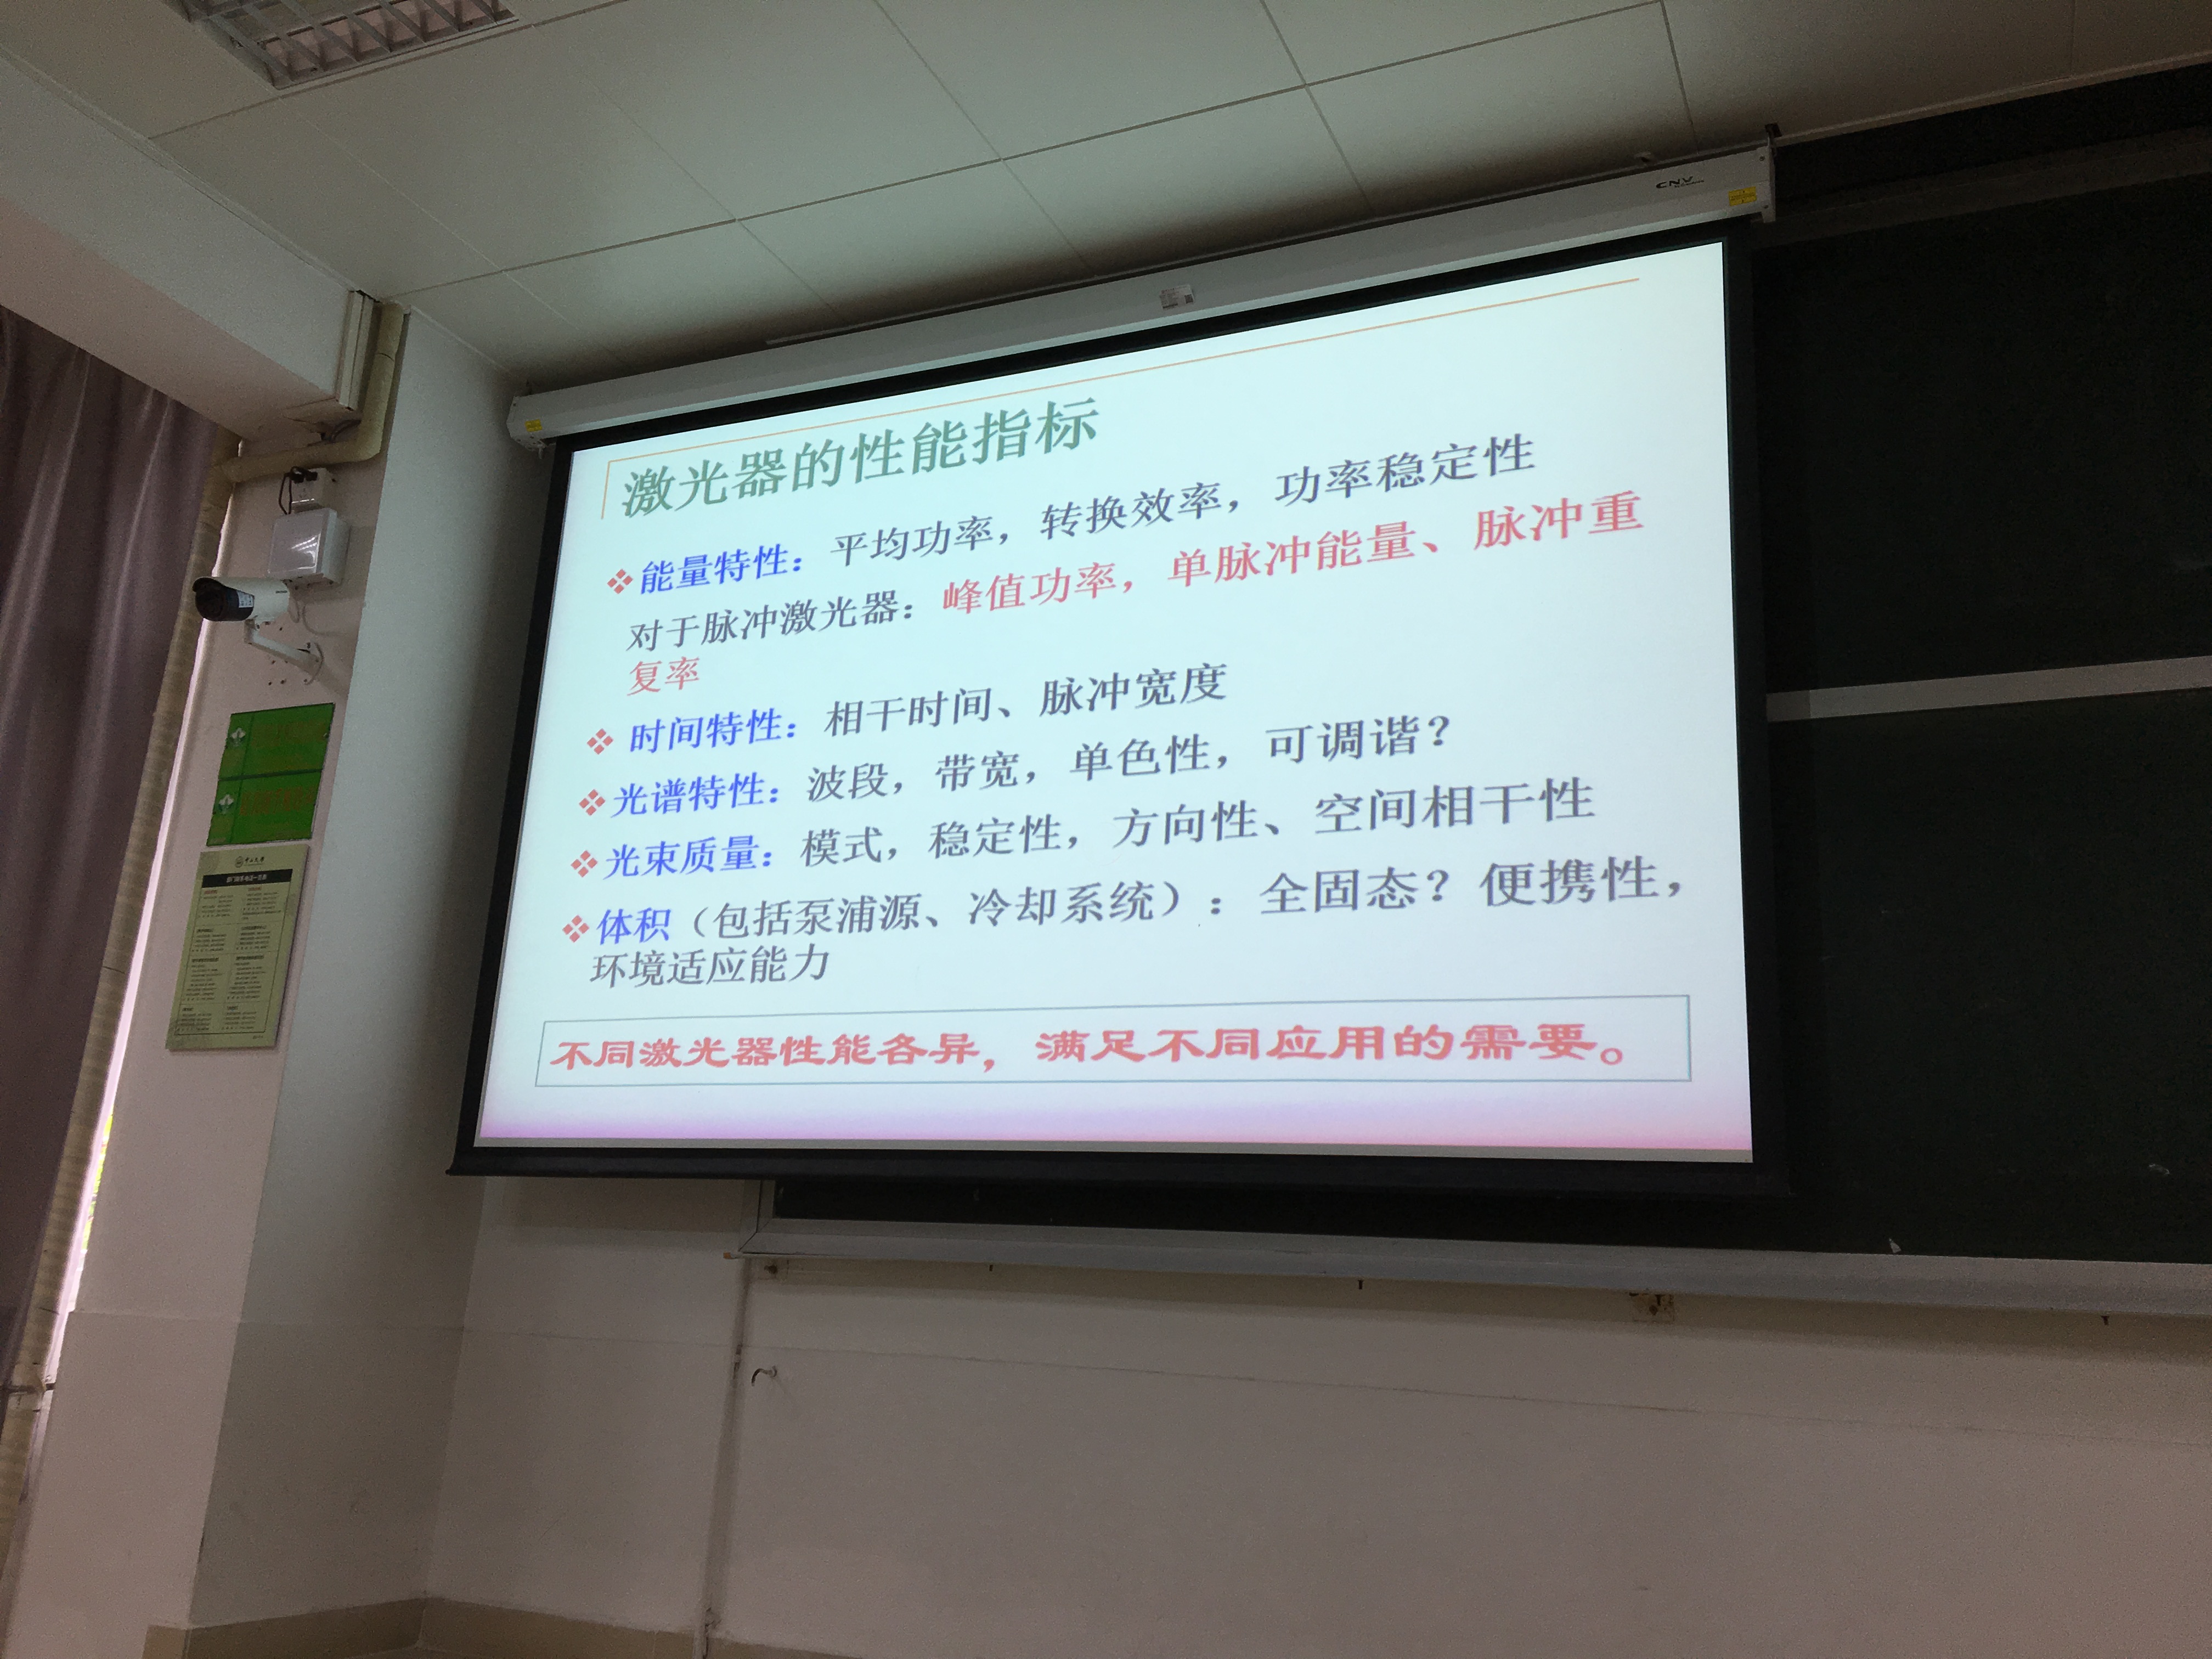 CNV
激光器的性能指标
能量特性：平均功率，转换效率，功率稳定性
对于脉冲激光器：峰值功率，单脉冲能量、脉冲重
复率
时间特性：相干时间、脉冲宽度
光谱特性：波段，带宽，单色性，可调谐？
光束质量：模式，稳定性，方向性、空间相干性
体积（包括泵浦源、冷却系统）：全固态？便携性，
环境适应能力
不同激光器性能各异，满足不同应用的需要。
中山大学